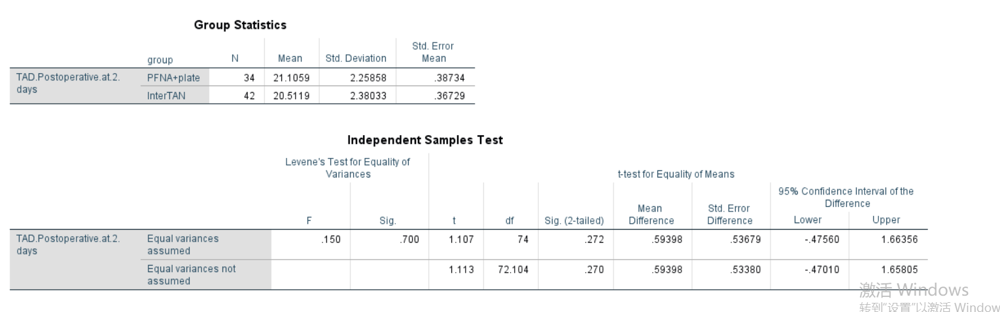 Group Statistics
group N Mean Std. Deviation Std. Error Mean
TAD.Postoperative.at.2.days PFNA+plate 34 21.1059 2.25858 .38734
InterTAN 42 20.5119 2.38033 .36729
Independent Samples Test
Levene's Test for Equality of Variances
t-test for Equality of Means
95% Confidence Interval of the Difference
F Sig. t df Sig. (2-tailed) Mean Difference Std. Error Difference Lower Upper
TAD.Postoperative.at.2.days Equal variances assumed .150 .700 1.107 74 .272 .59398 .53679 -.47560 1.66356
Equal variances not assumed 1.113 72.104 .270 .59398 .53380 -.47010 1.65805
激活 Windows
转到"设置"以激活 Window